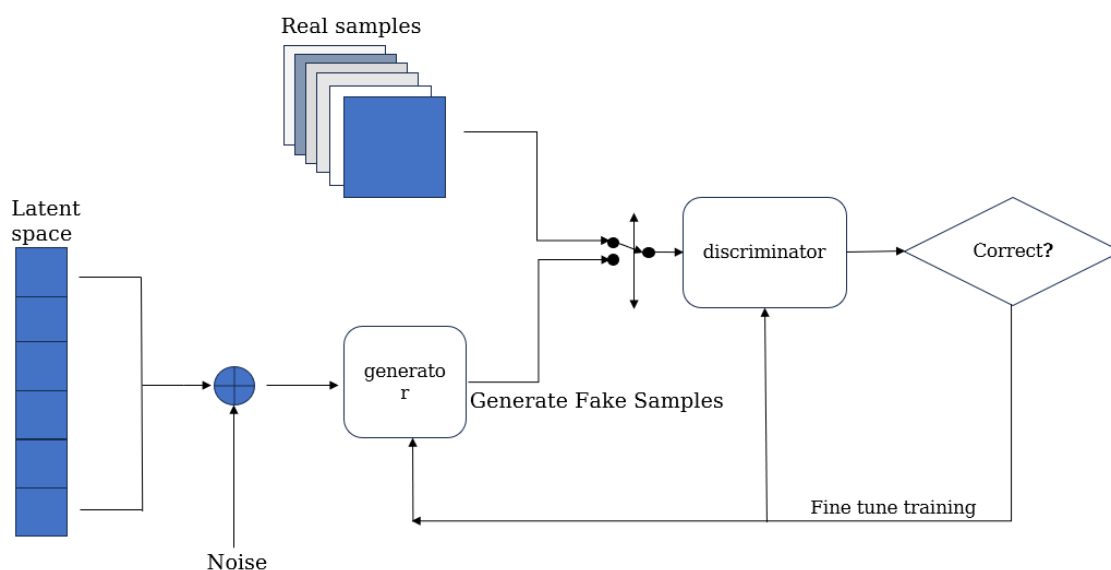 Real samples
Latent
space
discriminator
Correct?
generato
r
Generate Fake Samples
Fine tune training
Noise